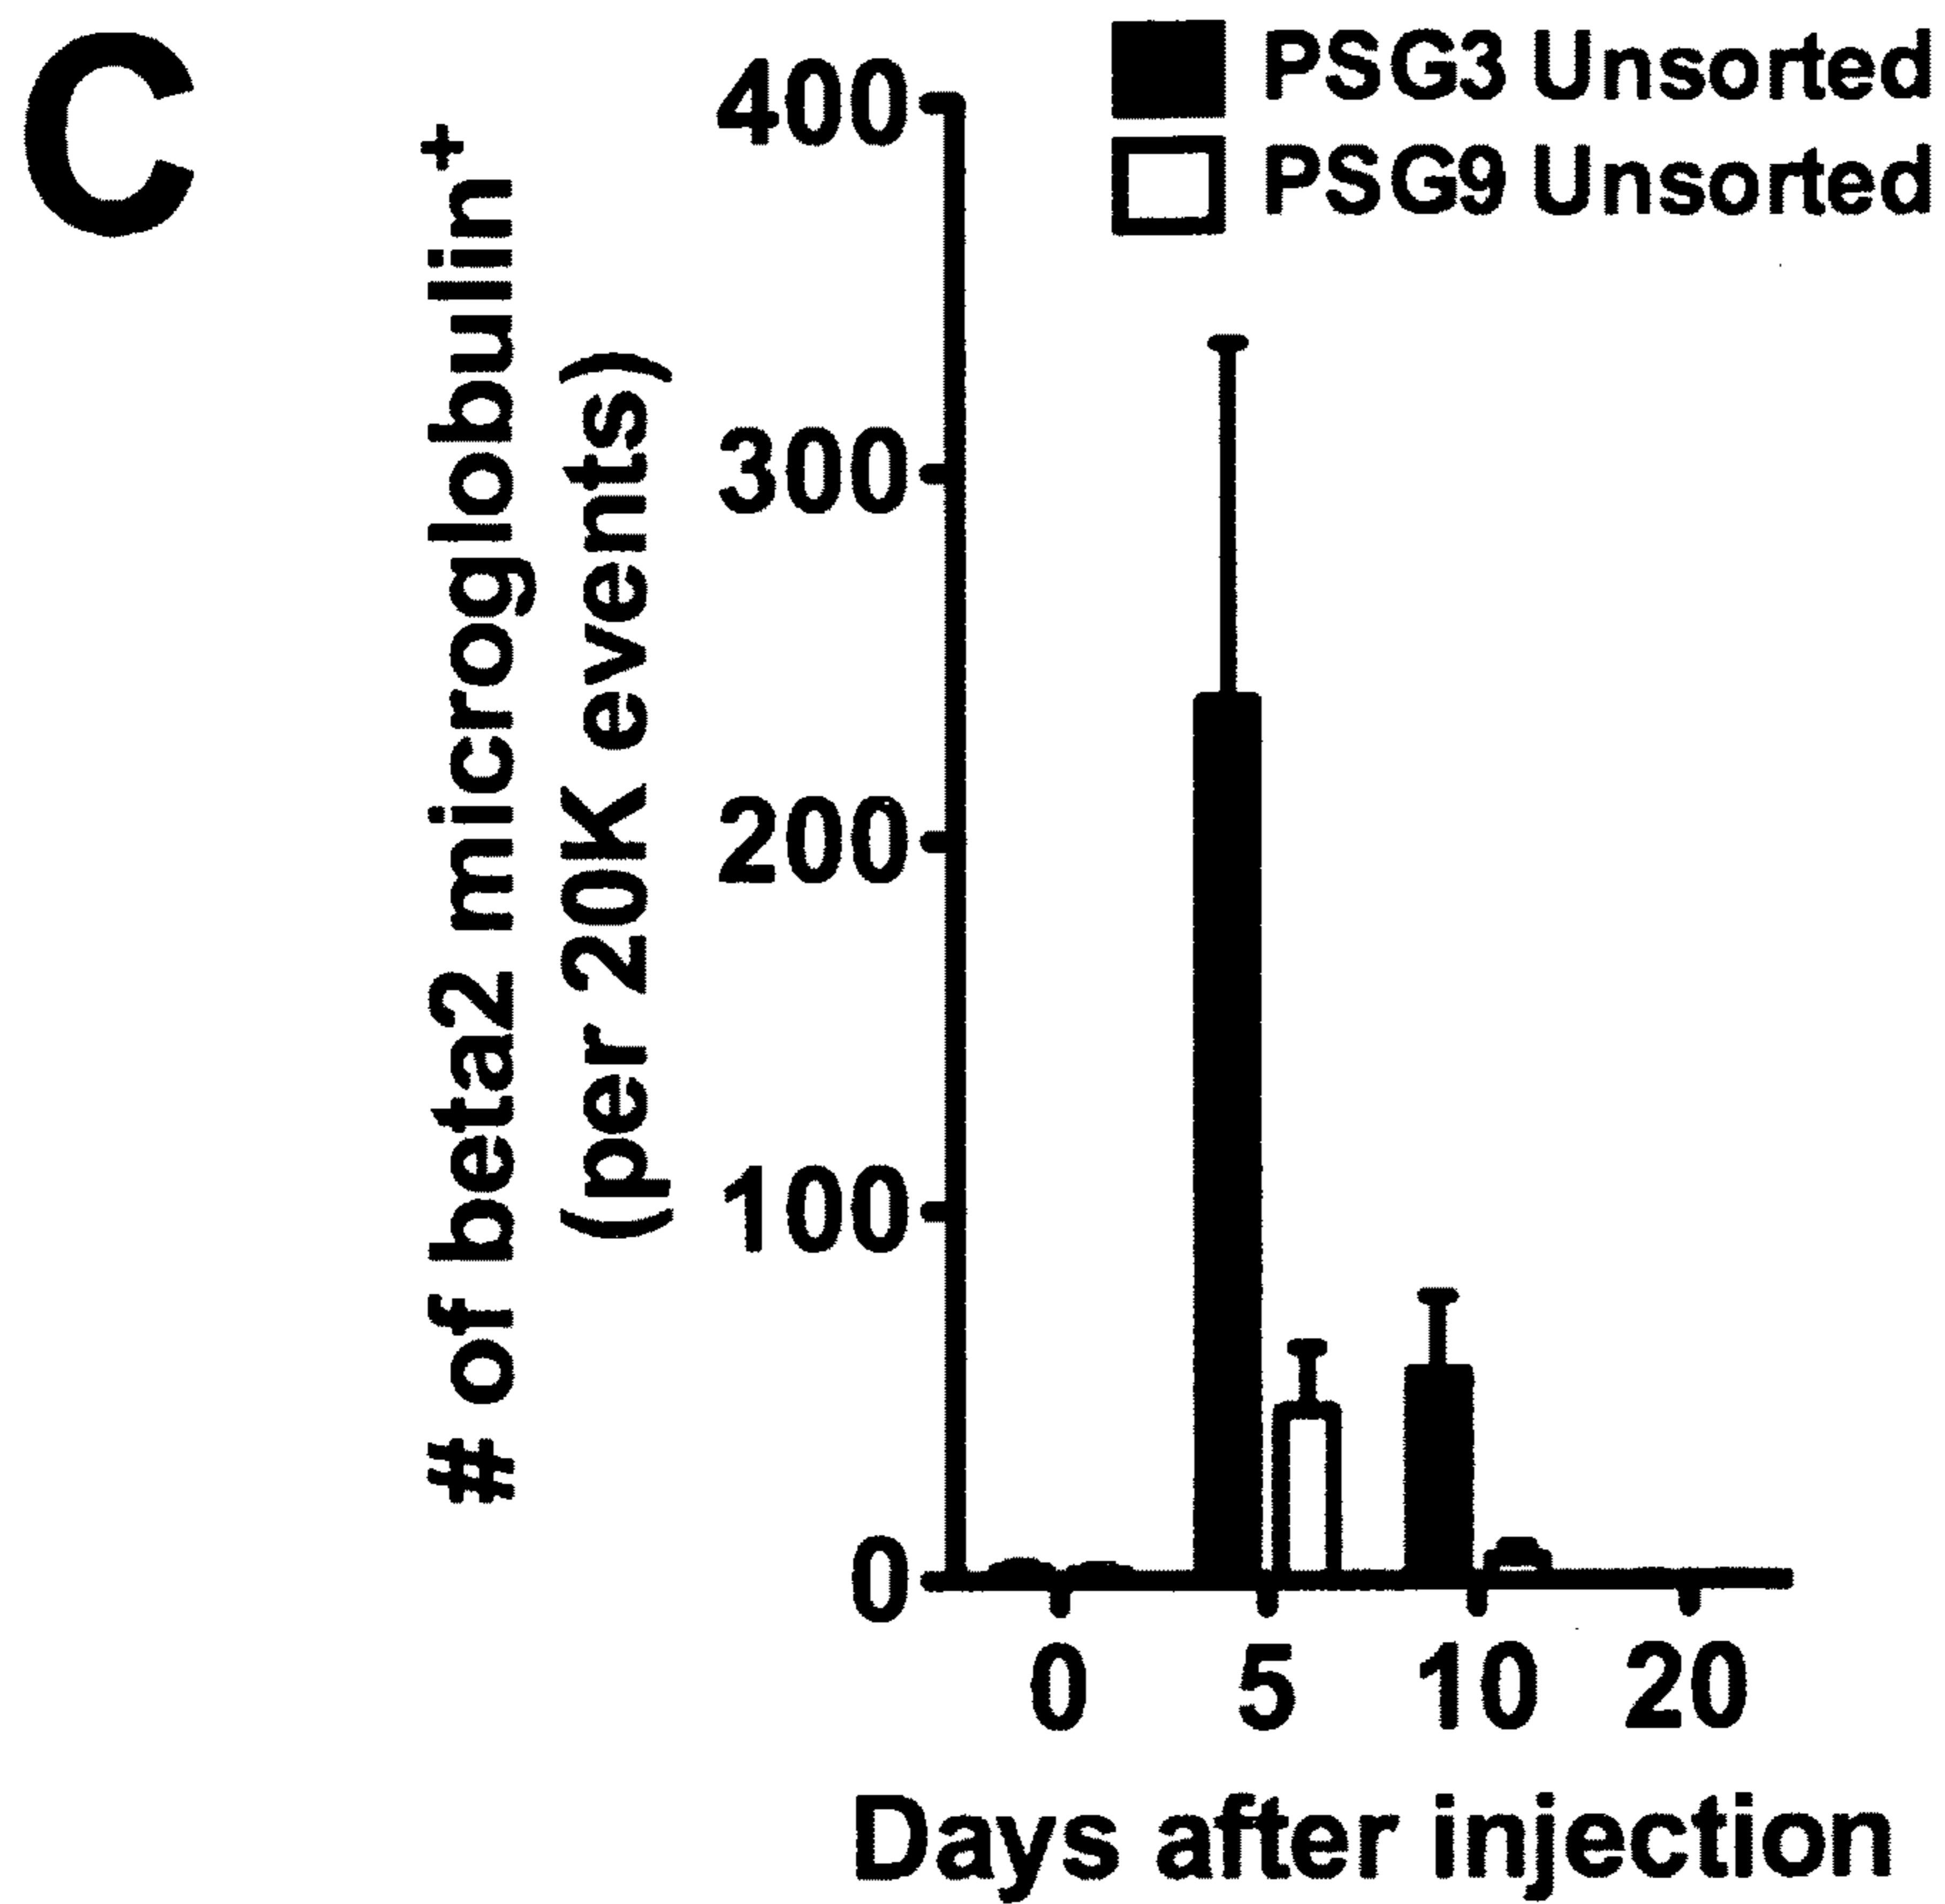 C
PSG3 Unsorted
PSG9 Unsorted
# of beta2 microglobulin+
(per 20K events)
400
300
200
100
0
0 5 10 20
Days after injection